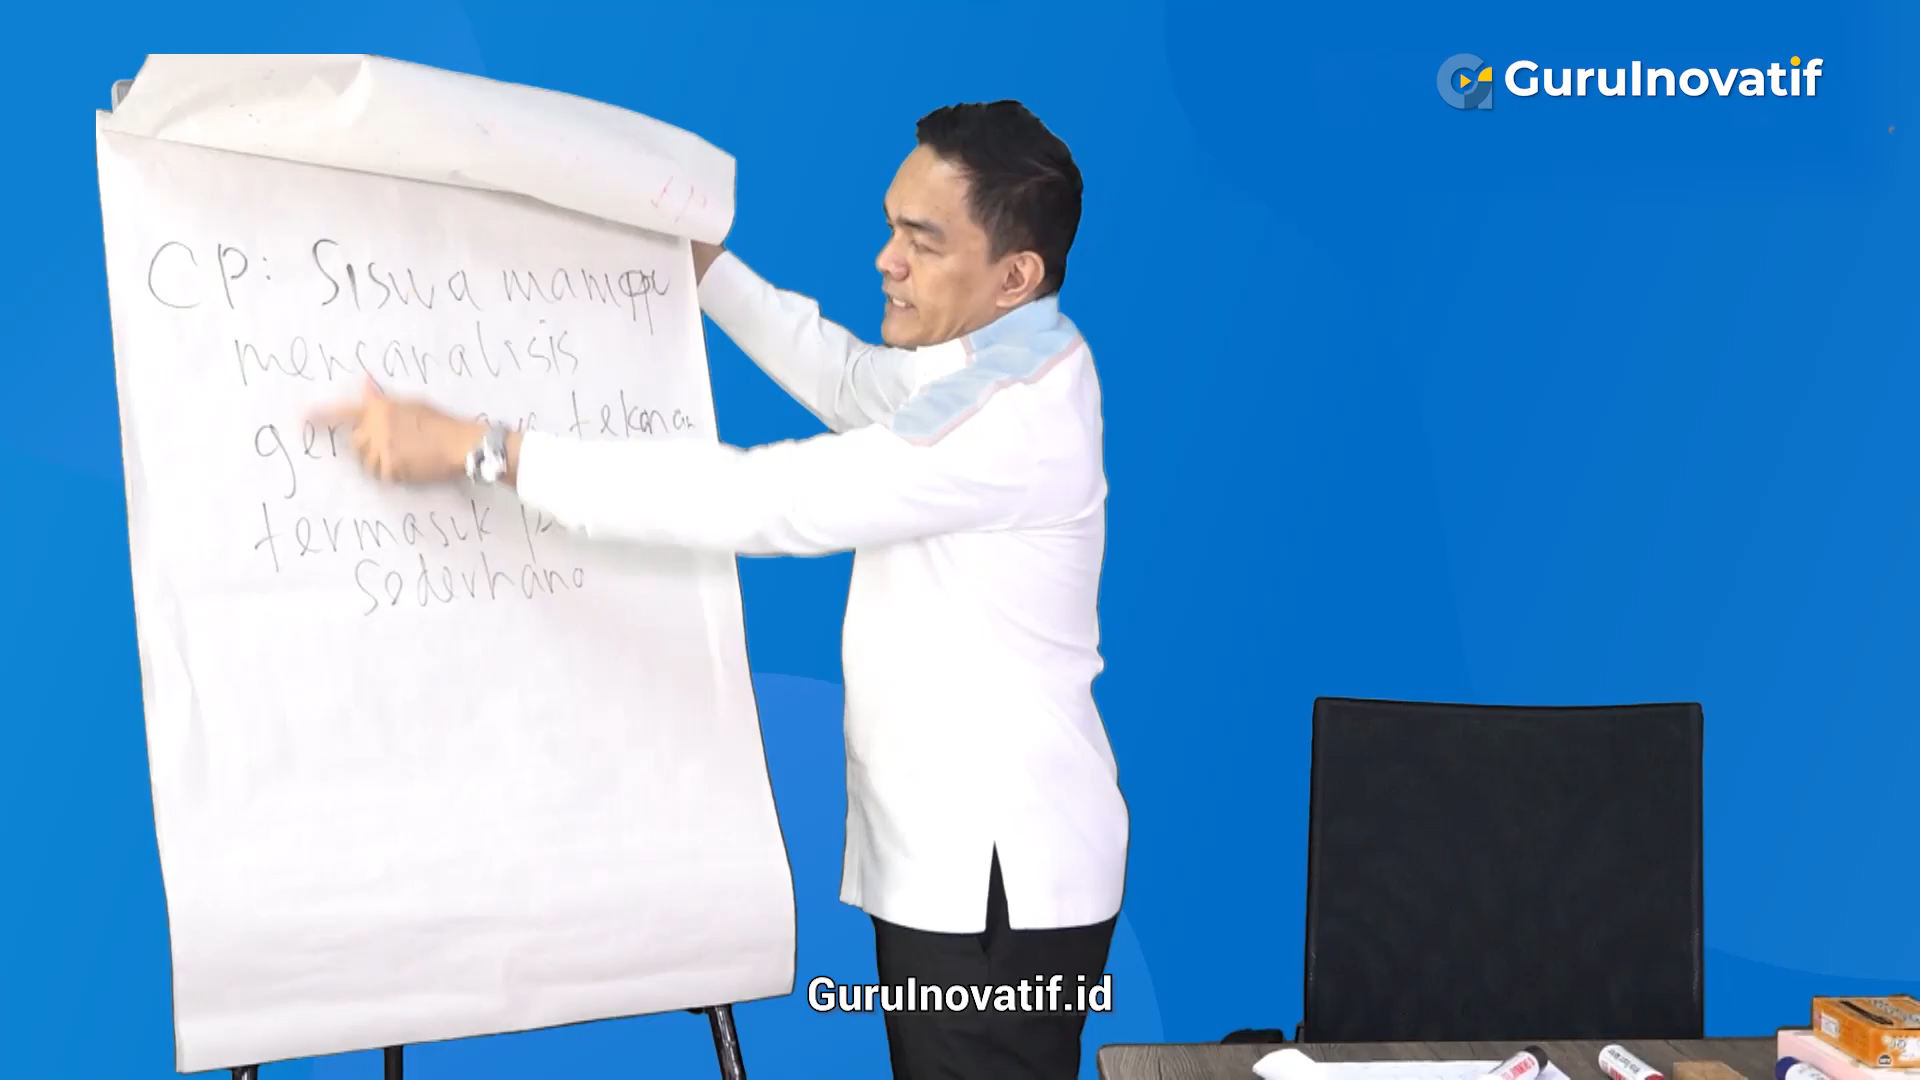 GuruInovatif
CP: Siswa mampu
menganalisis
tekanan
termasuk
Sederhana
GuruInovatif.id